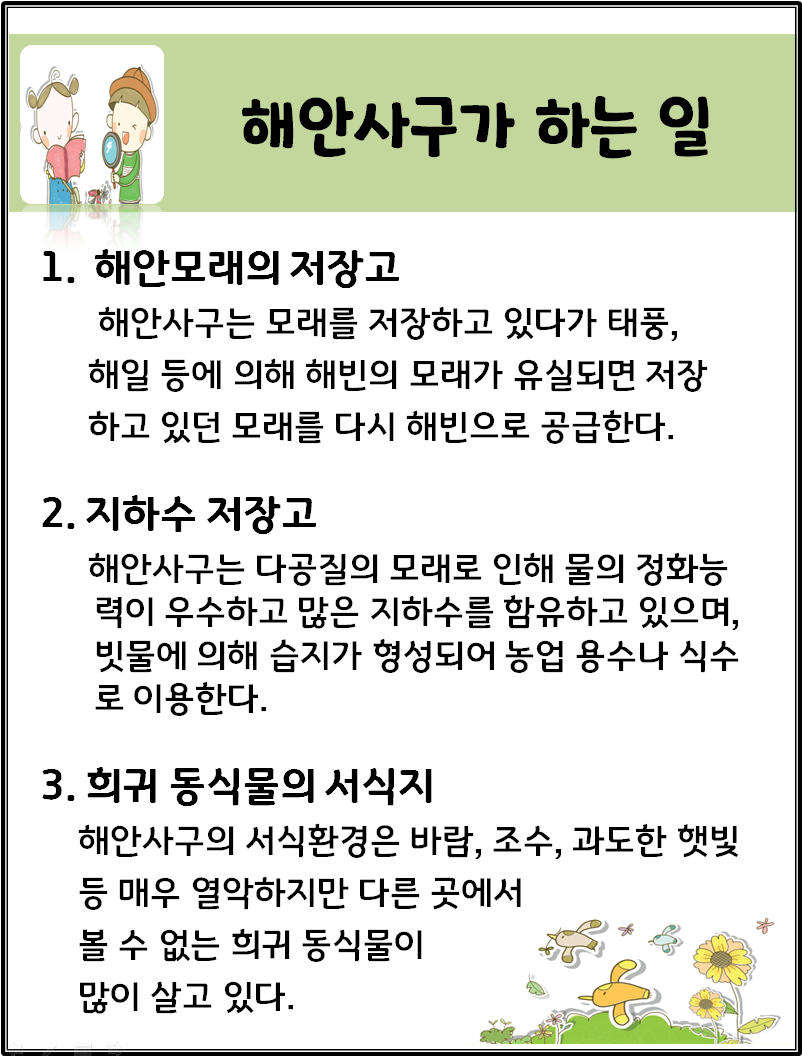 해안사구가 하는 일
1. 해안모래의 저장고
해안사구는 모래를 저장하고 있다가 태풍,
해일 등에 의해 해빈의 모래가 유실되면 저장
하고 있던 모래를 다시 해빈으로 공급한다.
2. 지하수 저장고
해안사구는 다공질의 모래로 인해 물의 정화능
력이 우수하고 많은 지하수를 함유하고 있으며,
빗물에 의해 습지가 형성되어 농업 용수나 식수
로 이용한다.
3. 희귀 동식물의 서식지
해안사구의 서식환경은 바람, 조수, 과도한 햇빛
등 매우 열악하지만 다른 곳에서
볼 수 없는 희귀 동식물이
많이 살고 있다.